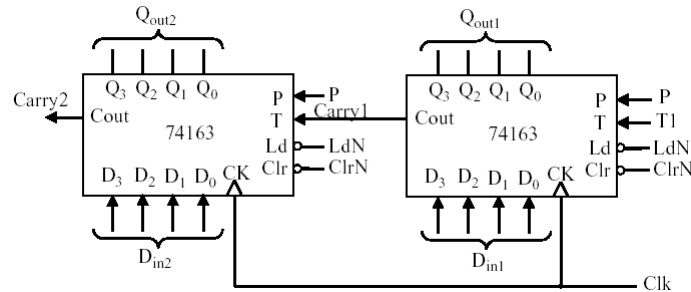 Qout2
Qout1
Q3 Q2 Q1 Q0
Q3 Q2 Q1 Q0
Carry2
Cout
P
P
Carry1
T
74163
Ld
LdN
Clr
ClrN
D3 D2 D1 D0 CK
Cout
P
P
T
T1
74163
Ld
LdN
Clr
ClrN
D3 D2 D1 D0 CK
Din2
Din1
Clk